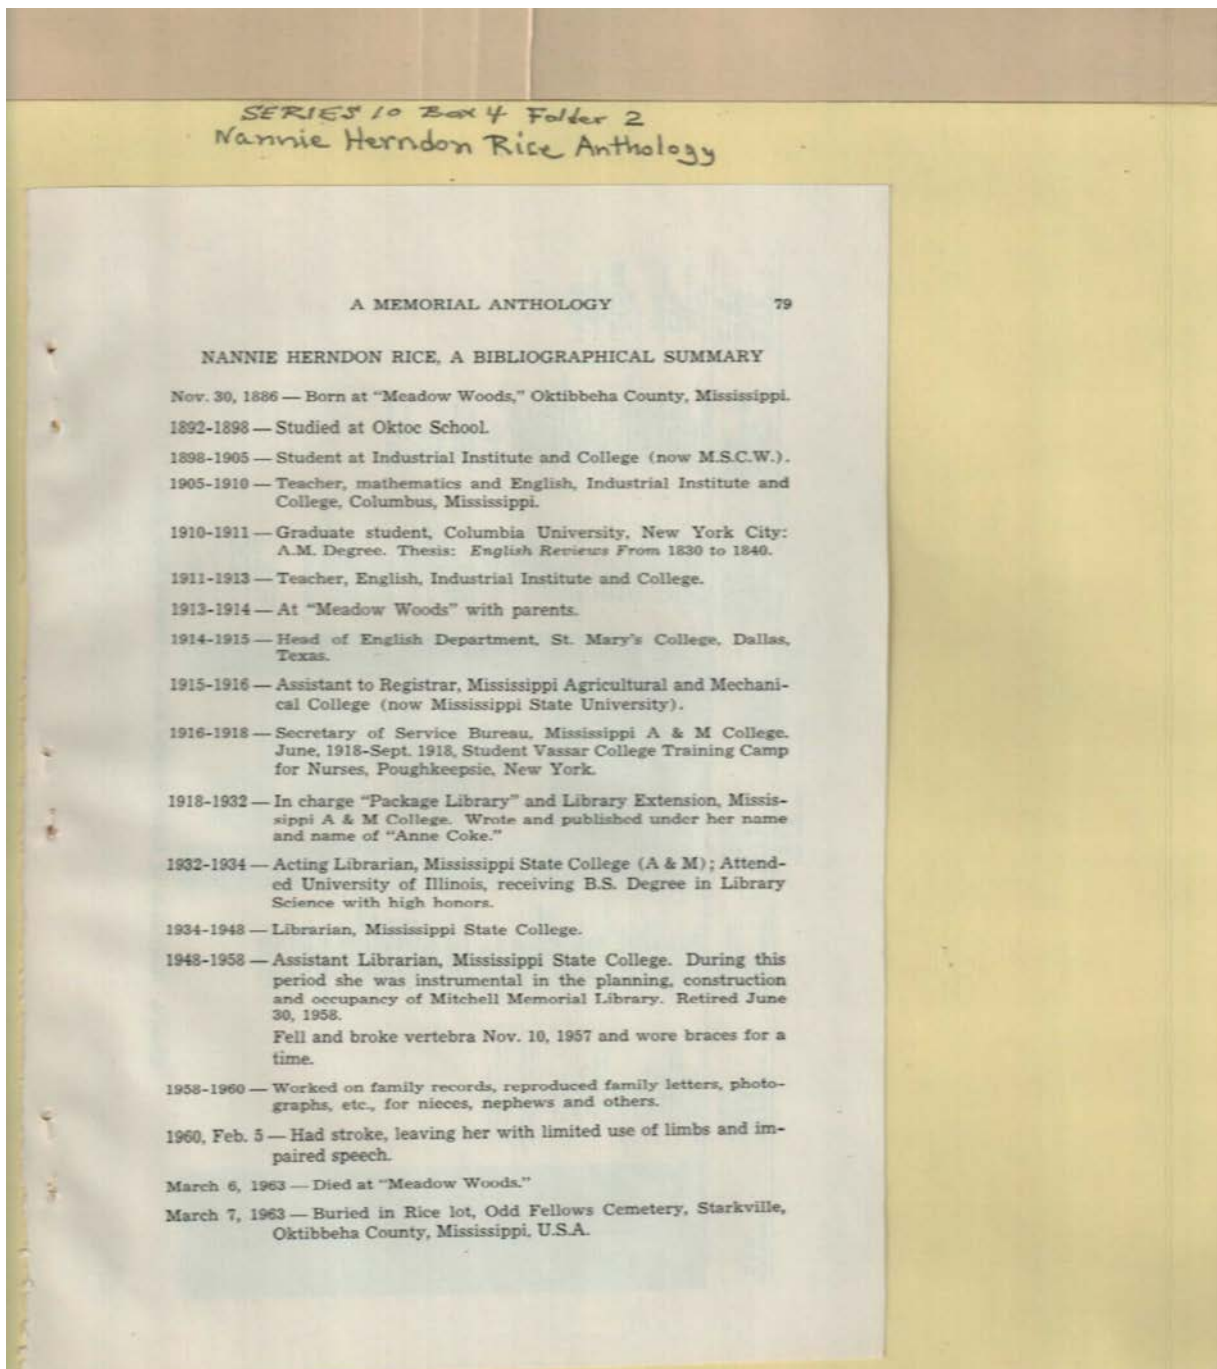 SERIES 10 Box 4 Folder 2
Nannie Herndon Rice Anthology
A MEMORIAL ANTHOLOGY 79
NANNIE HERNDON RICE, A BIBLIOGRAPHICAL SUMMARY
Nov. 30, 1886 — Born at "Meadow Woods," Oktibbeha County, Mississippi.
1892-1898 — Studied at Oktoc School.
1898-1905 — Student at Industrial Institute and College (now M.S.C.W.).
1905-1910 — Teacher, mathematics and English, Industrial Institute and
College, Columbus, Mississippi.
1910-1911 — Graduate student, Columbia University, New York City:
A.M. Degree. Thesis: English Reviews From 1830 to 1840.
1911-1913 — Teacher, English, Industrial Institute and College.
1913-1914 — At "Meadow Woods" with parents.
1914-1915 — Head of English Department, St. Mary's College, Dallas,
Texas.
1915-1916 — Assistant to Registrar, Mississippi Agricultural and Mechani-
cal College (now Mississippi State University).
1916-1918 — Secretary of Service Bureau, Mississippi A & M College.
June, 1918-Sept. 1918, Student Vassar College Training Camp
for Nurses, Poughkeepsie, New York.
1918-1932 — In charge "Package Library" and Library Extension, Missis-
sippi A & M College. Wrote and published under her name
and name of "Anne Coke."
1932-1934 — Acting Librarian, Mississippi State College (A & M); Attend-
ed University of Illinois, receiving B.S. Degree in Library
Science with high honors.
1934-1948 — Librarian, Mississippi State College.
1948-1958 — Assistant Librarian, Mississippi State College. During this
period she was instrumental in the planning, construction
and occupancy of Mitchell Memorial Library. Retired June
30, 1958.
Fell and broke vertebra Nov. 10, 1957 and wore braces for a
time.
1958-1960 — Worked on family records, reproduced family letters, photo-
graphs, etc., for nieces, nephews and others.
1960, Feb. 5 — Had stroke, leaving her with limited use of limbs and im-
paired speech.
March 6, 1963 — Died at "Meadow Woods."
March 7, 1963 — Buried in Rice lot, Odd Fellows Cemetery, Starkville,
Oktibbeha County, Mississippi, U.S.A.